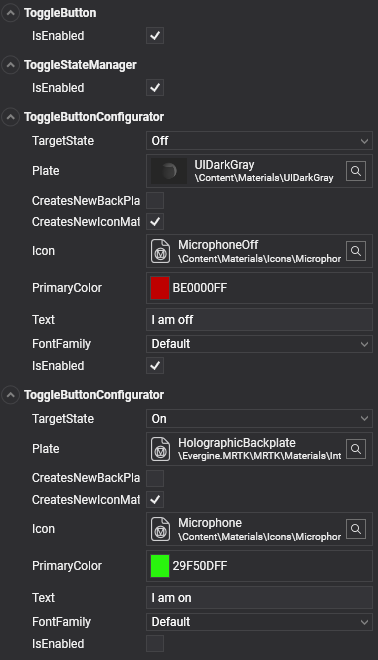 ToggleButton
IsEnabled
ToggleStateManager
IsEnabled
ToggleButtonConfigurator
TargetState Off
Plate UIDarkGray
\Content\Materials\UIDarkGray
CreatesNewBackPla
CreatesNewIconMat
Icon MicrophoneOff
\Content\Materials\Icons\Microphor
PrimaryColor BE0000FF
Text I am off
FontFamily Default
IsEnabled
ToggleButtonConfigurator
TargetState On
Plate HolographicBackplate
\Evergine.MRTK\MRTK\Materials\Int
CreatesNewBackPla
CreatesNewIconMat
Icon Microphone
\Content\Materials\Icons\Microphor
PrimaryColor 29F50DFF
Text I am on
FontFamily Default
IsEnabled